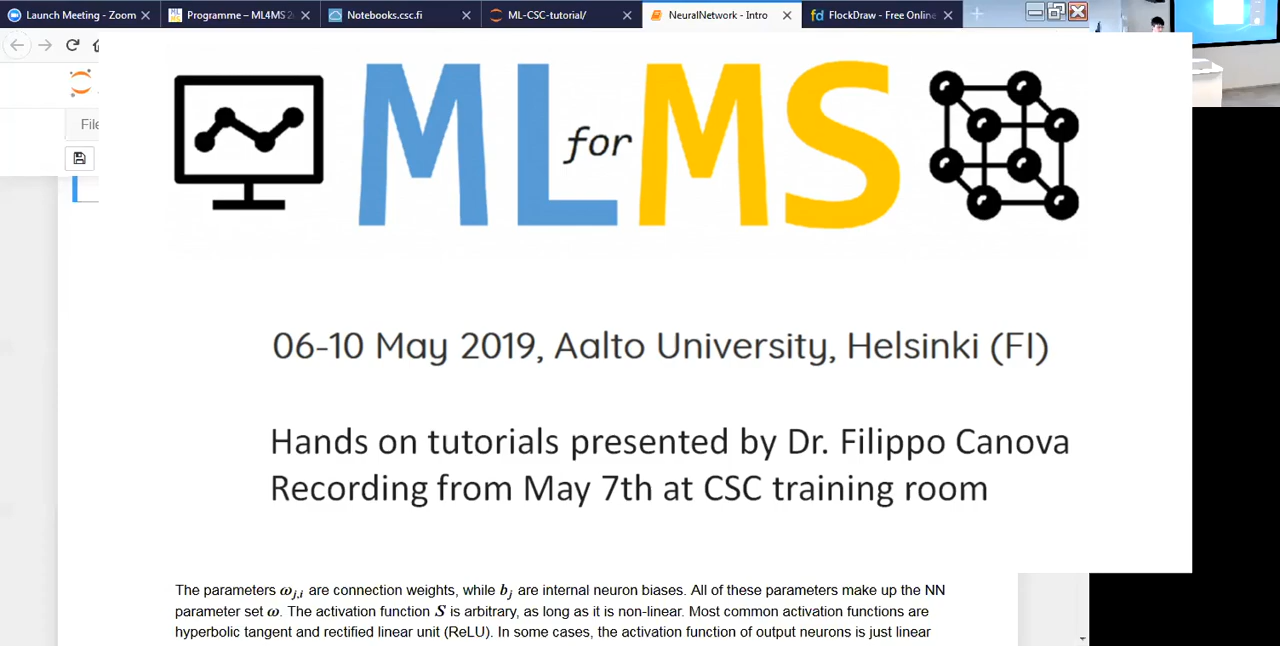 Launch Meeting - Zoom
Programme – ML4MS 2
Notebooks.csc.fi
ML-CSC-tutorial/
NeuralNetwork - Intro
FlockDraw - Free Online
File
ML for MS
06-10 May 2019, Aalto University, Helsinki (FI)
Hands on tutorials presented by Dr. Filippo Canova
Recording from May 7th at CSC training room
The parameters ω_{j,i} are connection weights, while b_j are internal neuron biases. All of these parameters make up the NN
parameter set ω. The activation function S is arbitrary, as long as it is non-linear. Most common activation functions are
hyperbolic tangent and rectified linear unit (ReLU). In some cases, the activation function of output neurons is just linear